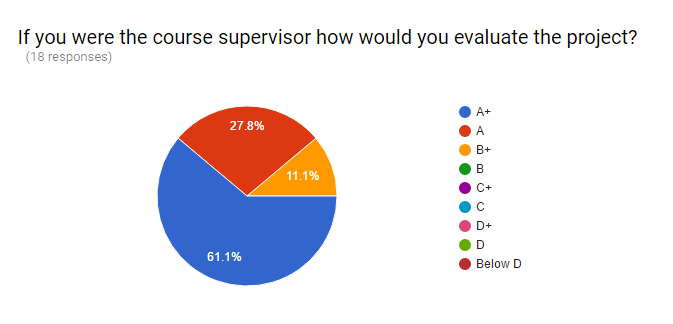 If you were the course supervisor how would you evaluate the project?
(18 responses)
27.8%
11.1%
61.1%
A+
A
B+
B
C+
C
D+
D
Below D